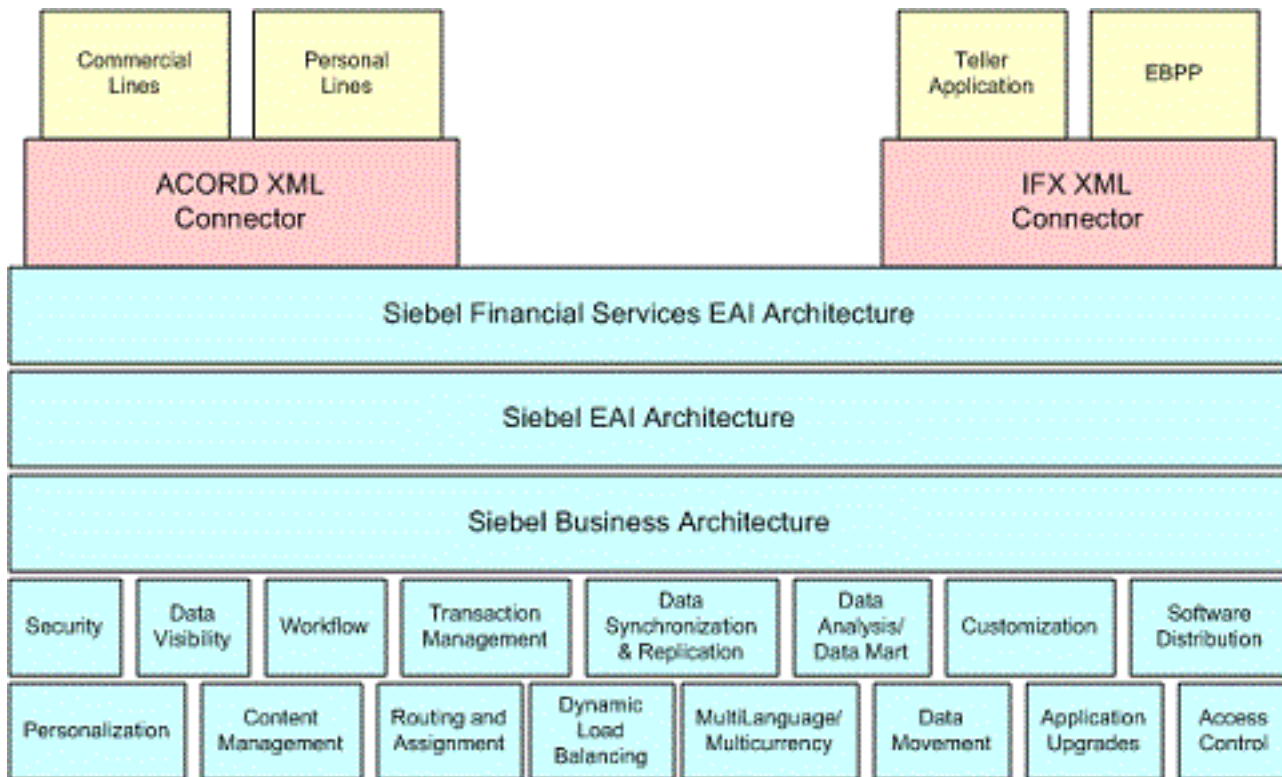 Commercial
Lines
Personal
Lines
Teller
Application
EBPP
ACORD XML
Connector
IFX XML
Connector
Siebel Financial Services EAI Architecture
Siebel EAI Architecture
Siebel Business Architecture
Security
Data
Visibility
Workflow
Transaction
Management
Data
Synchronization
& Replication
Data
Analysis/
Data Mart
Customization
Software
Distribution
Personalization
Content
Management
Routing and
Assignment
Dynamic
Load
Balancing
MultiLanguage/
Multicurrency
Data
Movement
Application
Upgrades
Access
Control